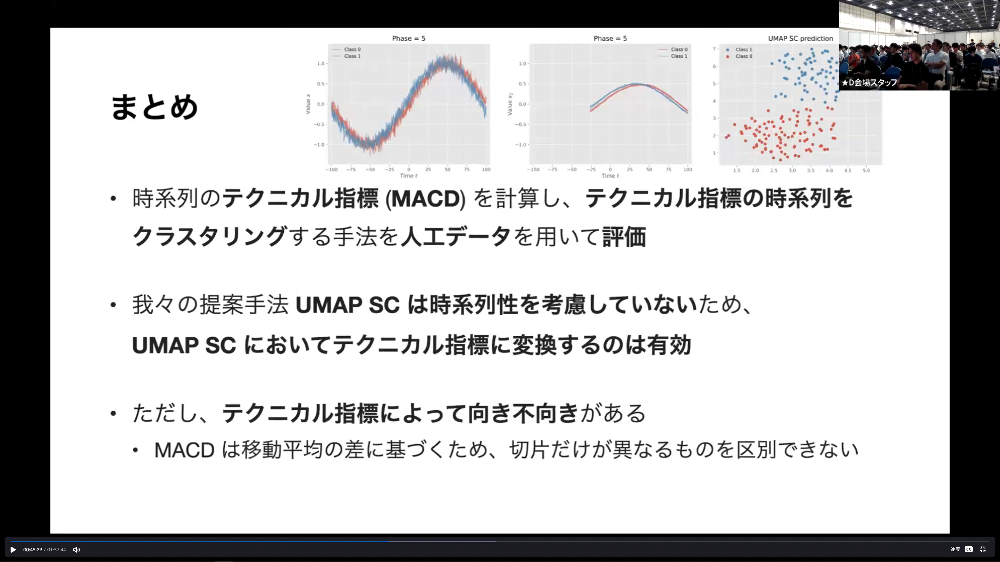 Phase = 5
Class 0
Class 1
1.0
0.5
0.0
−0.5
−1.0
Value x
−100 −75 −50 −25 0 25 50 75 100
Time t
Phase = 5
Class 0
Class 1
1.0
0.5
0.0
−0.5
−1.0
Value x₂
−100 −75 −50 −25 0 25 50 75 100
Time t
UMAP SC prediction
Class 1
Class 0
7
6
5
4
3
2
1
1.5 2.0 2.5 3.0 3.5 4.0 4.5 5.0
★D会場スタッフ
まとめ
• 時系列のテクニカル指標 (MACD) を計算し、テクニカル指標の時系列を
クラスタリングする手法を人工データを用いて評価
• 我々の提案手法 UMAP SC は時系列性を考慮していないため、
UMAP SC においてテクニカル指標に変換するのは有効
• ただし、テクニカル指標によって向き不向きがある
• MACD は移動平均の差に基づくため、切片だけが異なるものを区別できない
00:45:29 / 01:57:44
速度 CC